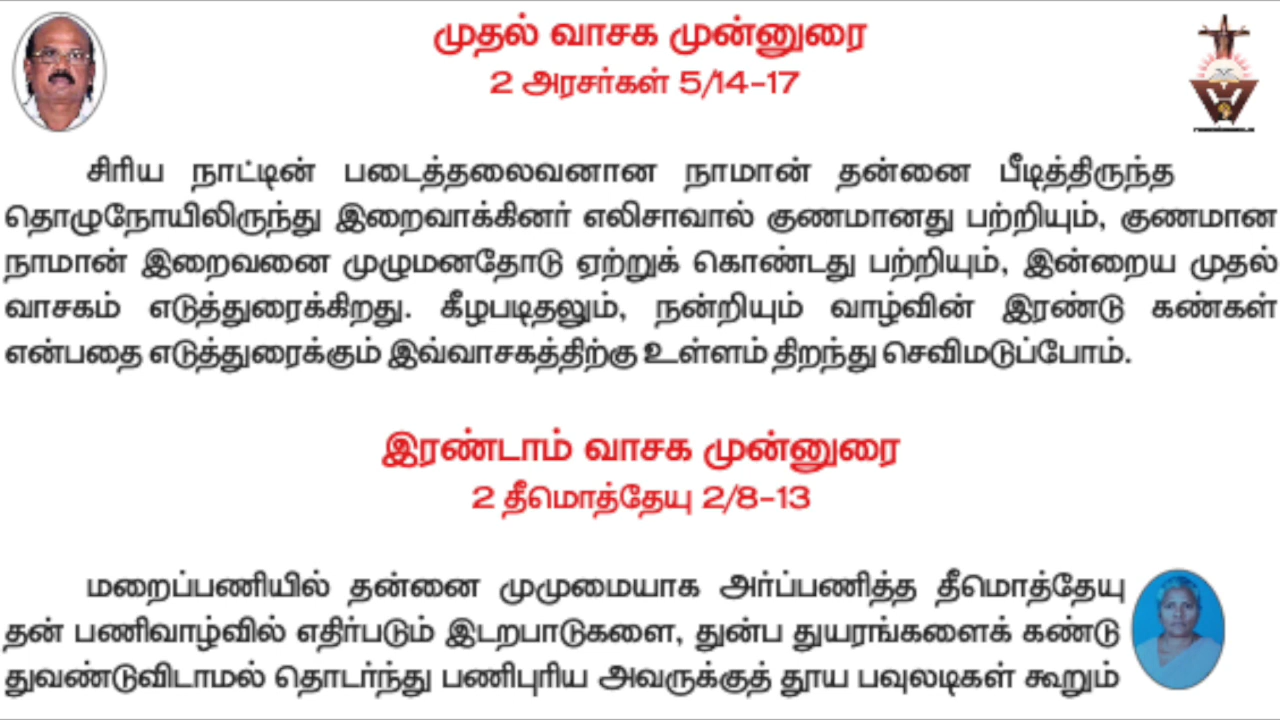 முதல் வாசக முன்னுரை
2 அரசர்கள் 5/14-17
சிரிய நாட்டின் படைத்தலைவனான நாமான் தன்னை பீடித்திருந்த
தொழுநோயிலிருந்து இறைவாக்கினர் எலிசாவால் குணமானது பற்றியும், குணமான
நாமான் இறைவனை முழுமனதோடு ஏற்றுக் கொண்டது பற்றியும், இன்றைய முதல்
வாசகம் எடுத்துரைக்கிறது. கீழபடிதலும், நன்றியும் வாழ்வின் இரண்டு கண்கள்
என்பதை எடுத்துரைக்கும் இவ்வாசகத்திற்கு உள்ளம் திறந்து செவிமடுப்போம்.
இரண்டாம் வாசக முன்னுரை
2 தீமொத்தேயு 2/8-13
மறைப்பணியில் தன்னை முமுமையாக அர்ப்பணித்த தீமொத்தேயு
தன் பணிவாழ்வில் எதிர்படும் இடறபாடுகளை, துன்ப துயரங்களைக் கண்டு
துவண்டுவிடாமல் தொடர்ந்து பணிபுரிய அவருக்குத் தூய பவுலடிகள் கூறும்